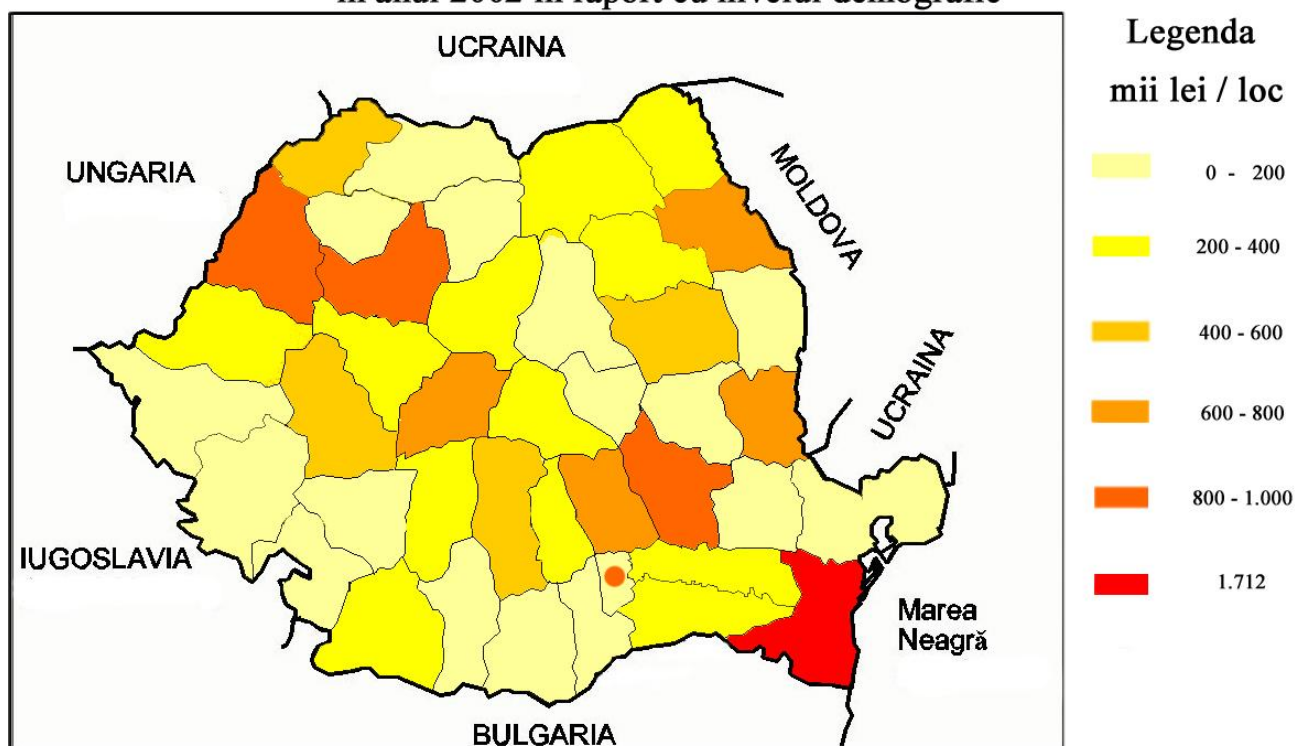 în anul 2002 în raport cu nivelul demografic
UCRAINA
UNGARIA
MOLDOVA
UCRAINA
IUGOSLAVIA
Marea
Neagră
BULGARIA
Legenda
mii lei / loc
0 - 200
200 - 400
400 - 600
600 - 800
800 - 1.000
1.712